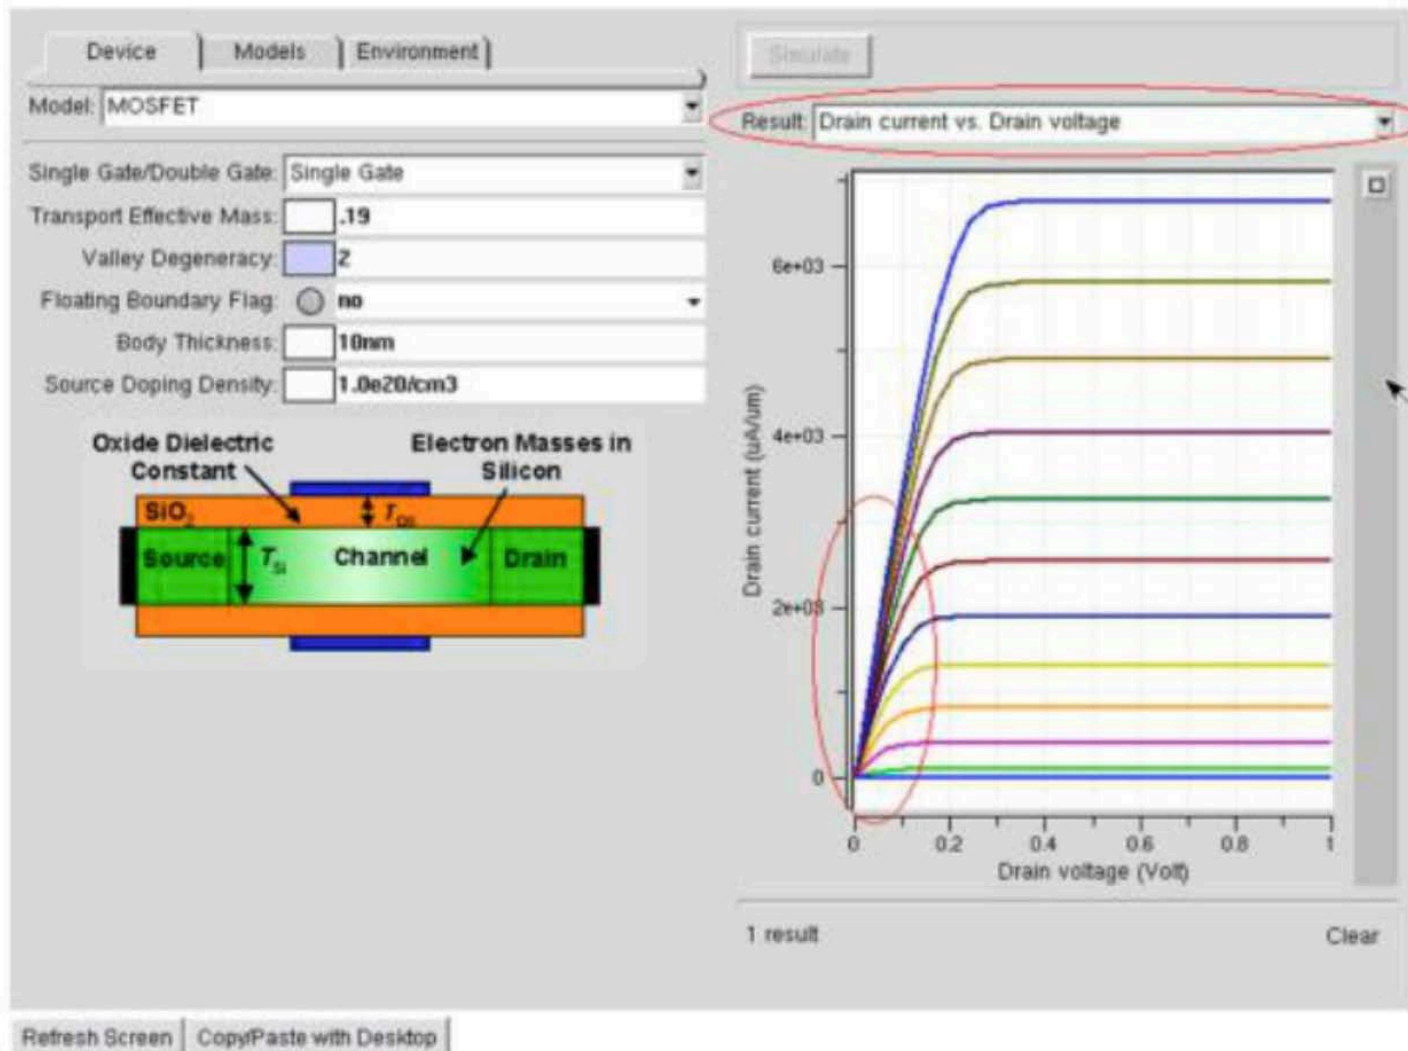 Device Models Environment
Model: MOSFET
Single Gate/Double Gate: Single Gate
Transport Effective Mass: .19
Valley Degeneracy: 2
Floating Boundary Flag: no
Body Thickness: 10nm
Source Doping Density: 1.0e20/cm3
Oxide Dielectric
Constant
Electron Masses in
Silicon
SiO2
Tox
Source
TSi
Channel
Drain
Simulate
Result: Drain current vs. Drain voltage
Drain current (uA/um)
6e+03
4e+03
2e+03
0
0 0.2 0.4 0.6 0.8 1
Drain voltage (Volt)
1 result Clear
Refresh Screen Copy/Paste with Desktop